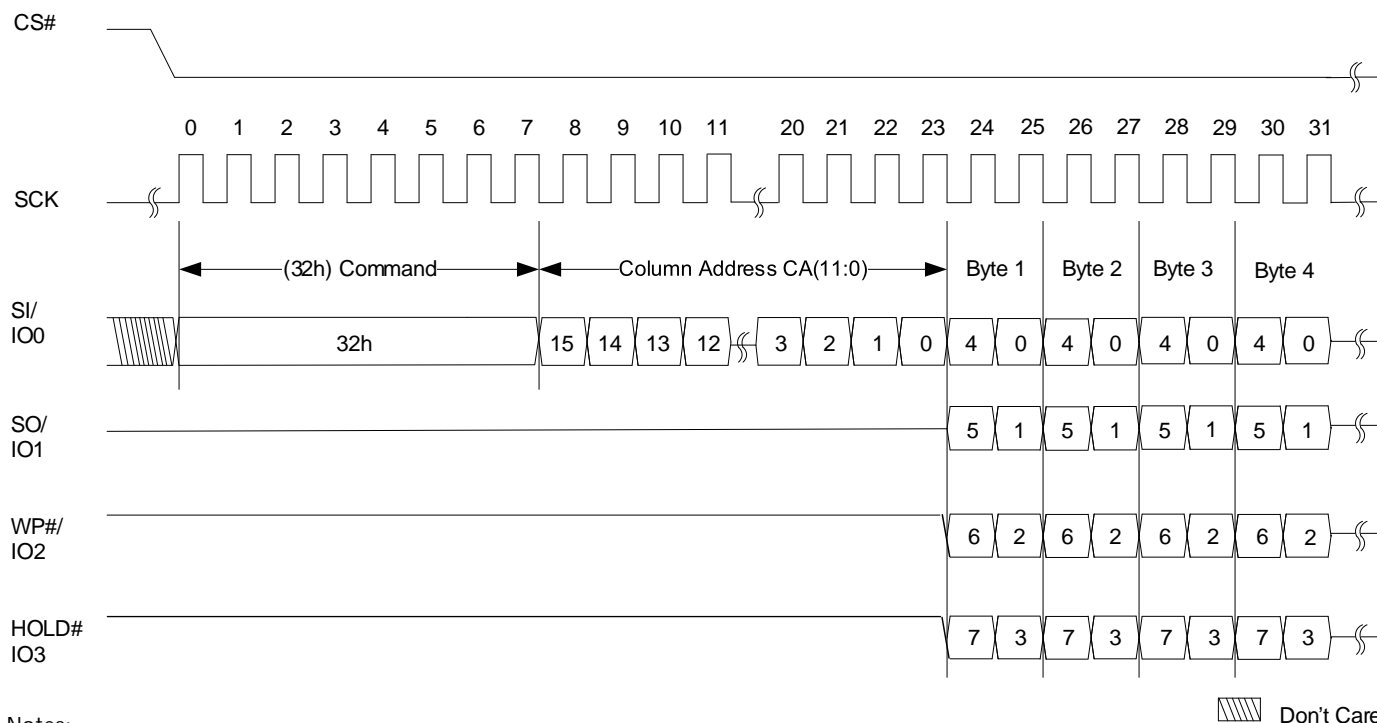 CS#
0 1 2 3 4 5 6 7 8 9 10 11 20 21 22 23 24 25 26 27 28 29 30 31
SCK
(32h) Command Column Address CA(11:0) Byte 1 Byte 2 Byte 3 Byte 4
SI/
IO0
32h 15 14 13 12 3 2 1 0 4 0 4 0 4 0 4 0
SO/
IO1
5 1 5 1 5 1 5 1
WP#/
IO2
6 2 6 2 6 2 6 2
HOLD#
IO3
7 3 7 3 7 3 7 3
Don't Care
Notes: